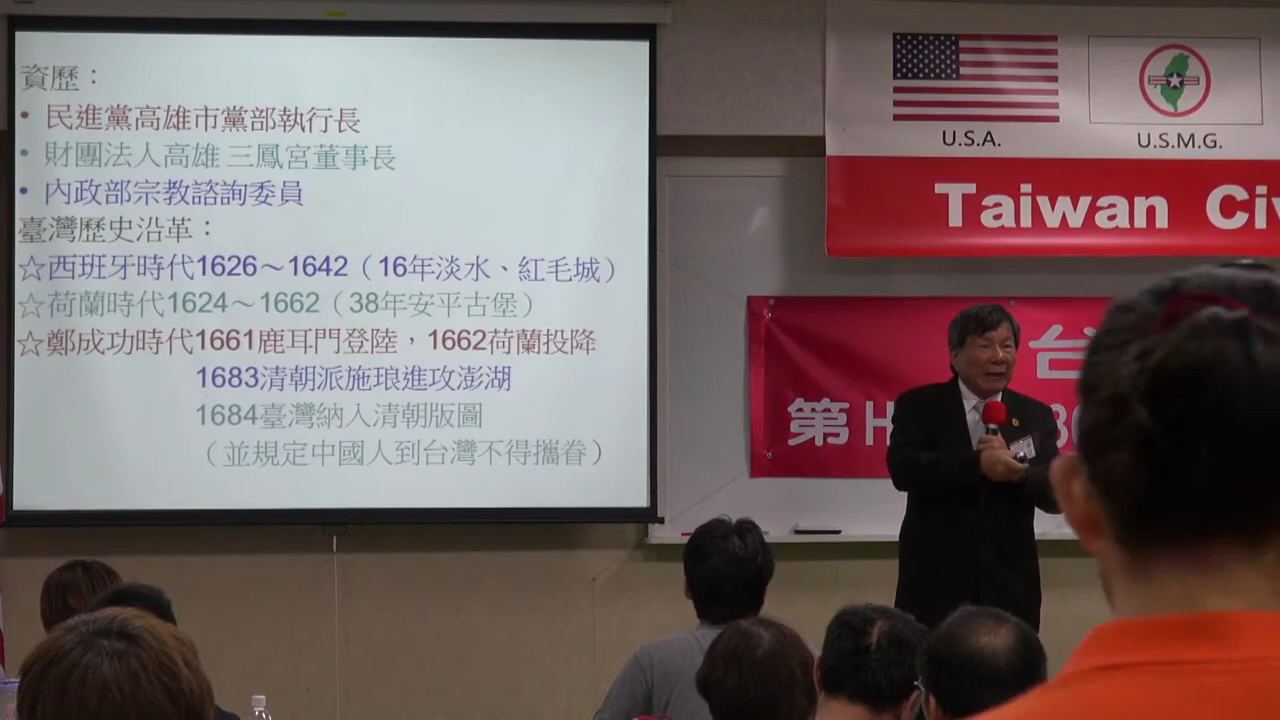 資歷：
• 民進黨高雄市黨部執行長
• 財團法人高雄 三鳳宮董事長
• 內政部宗教諮詢委員
臺灣歷史沿革：
☆西班牙時代1626～1642（16年淡水、紅毛城）
☆荷蘭時代1624～1662（38年安平古堡）
☆鄭成功時代1661鹿耳門登陸，1662荷蘭投降
1683清朝派施琅進攻澎湖
1684臺灣納入清朝版圖
（並規定中國人到台灣不得攜眷）
U.S.A.
U.S.M.G.
Taiwan Civ
台
第H